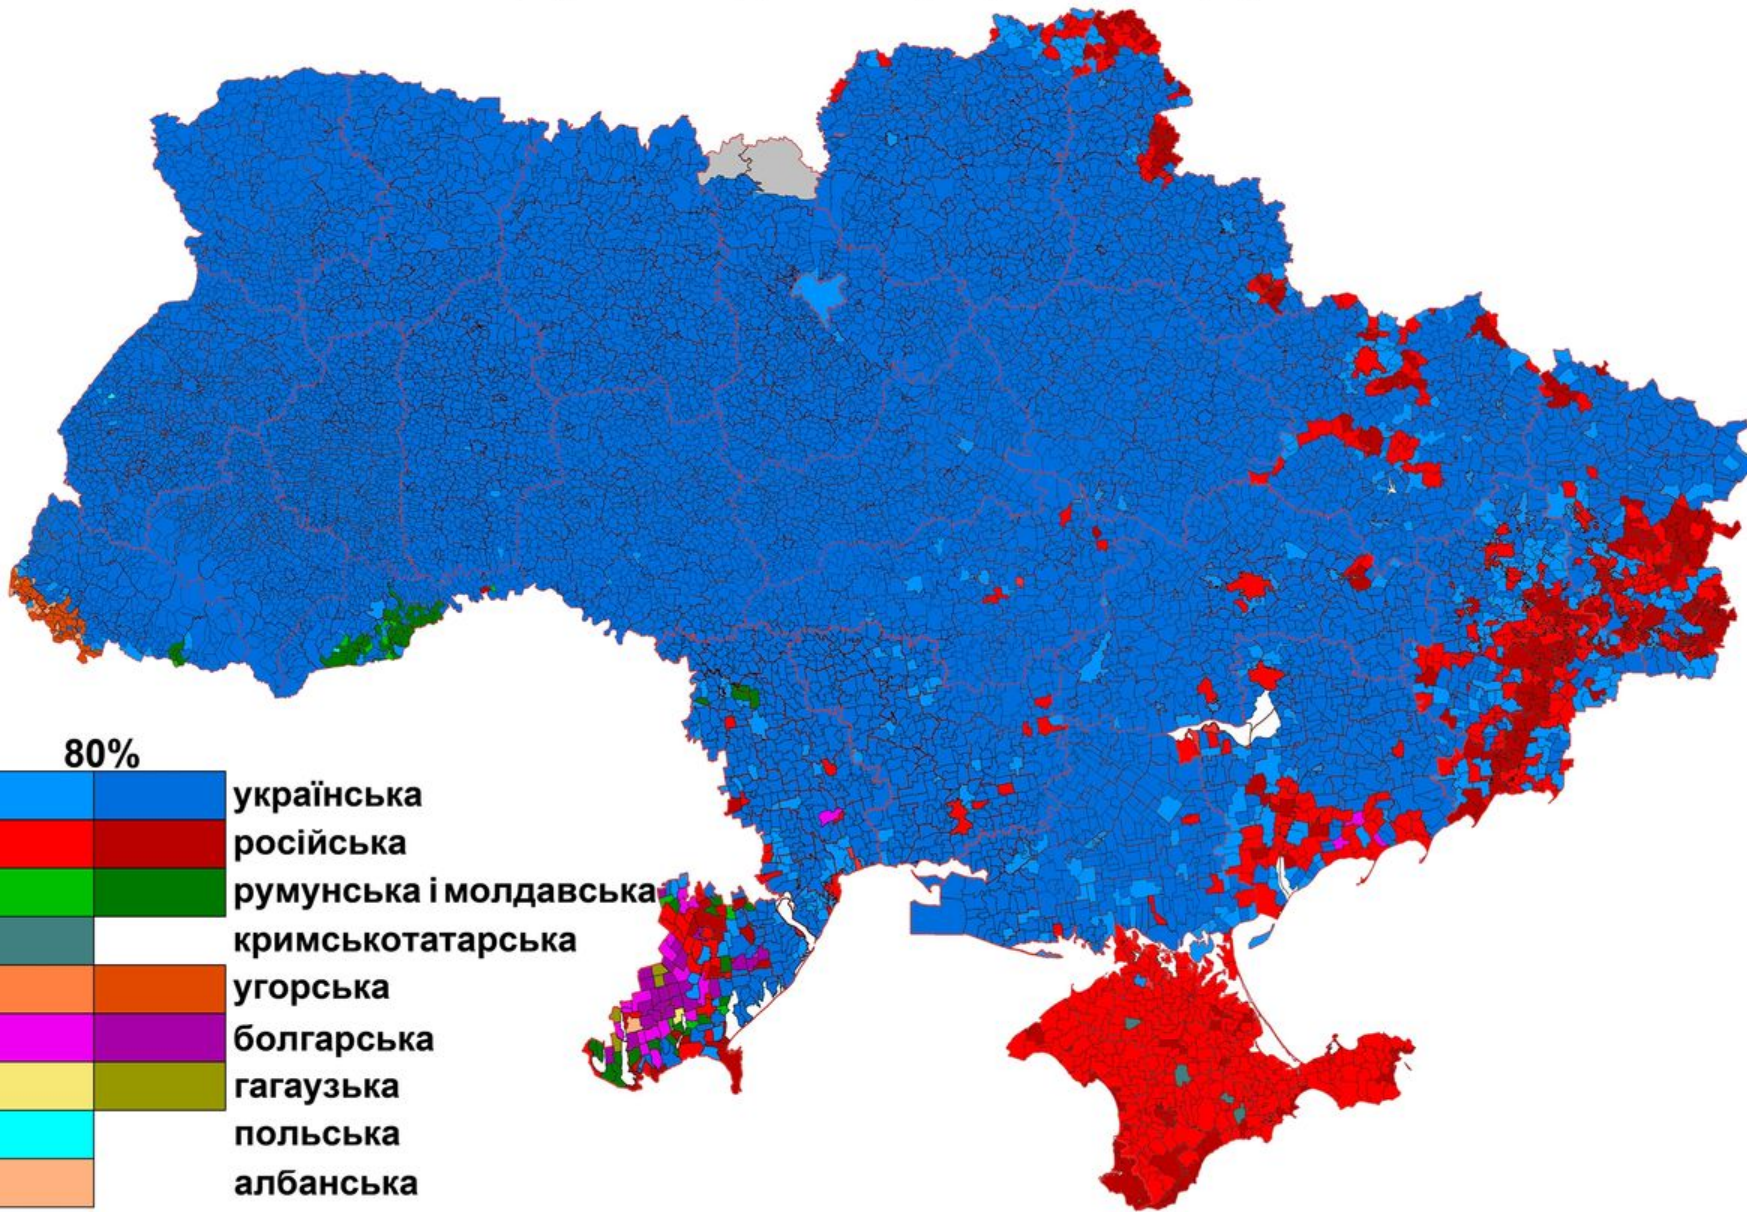 80%
українська
російська
румунська і молдавська
кримськотатарська
угорська
болгарська
гагаузька
польська
албанська